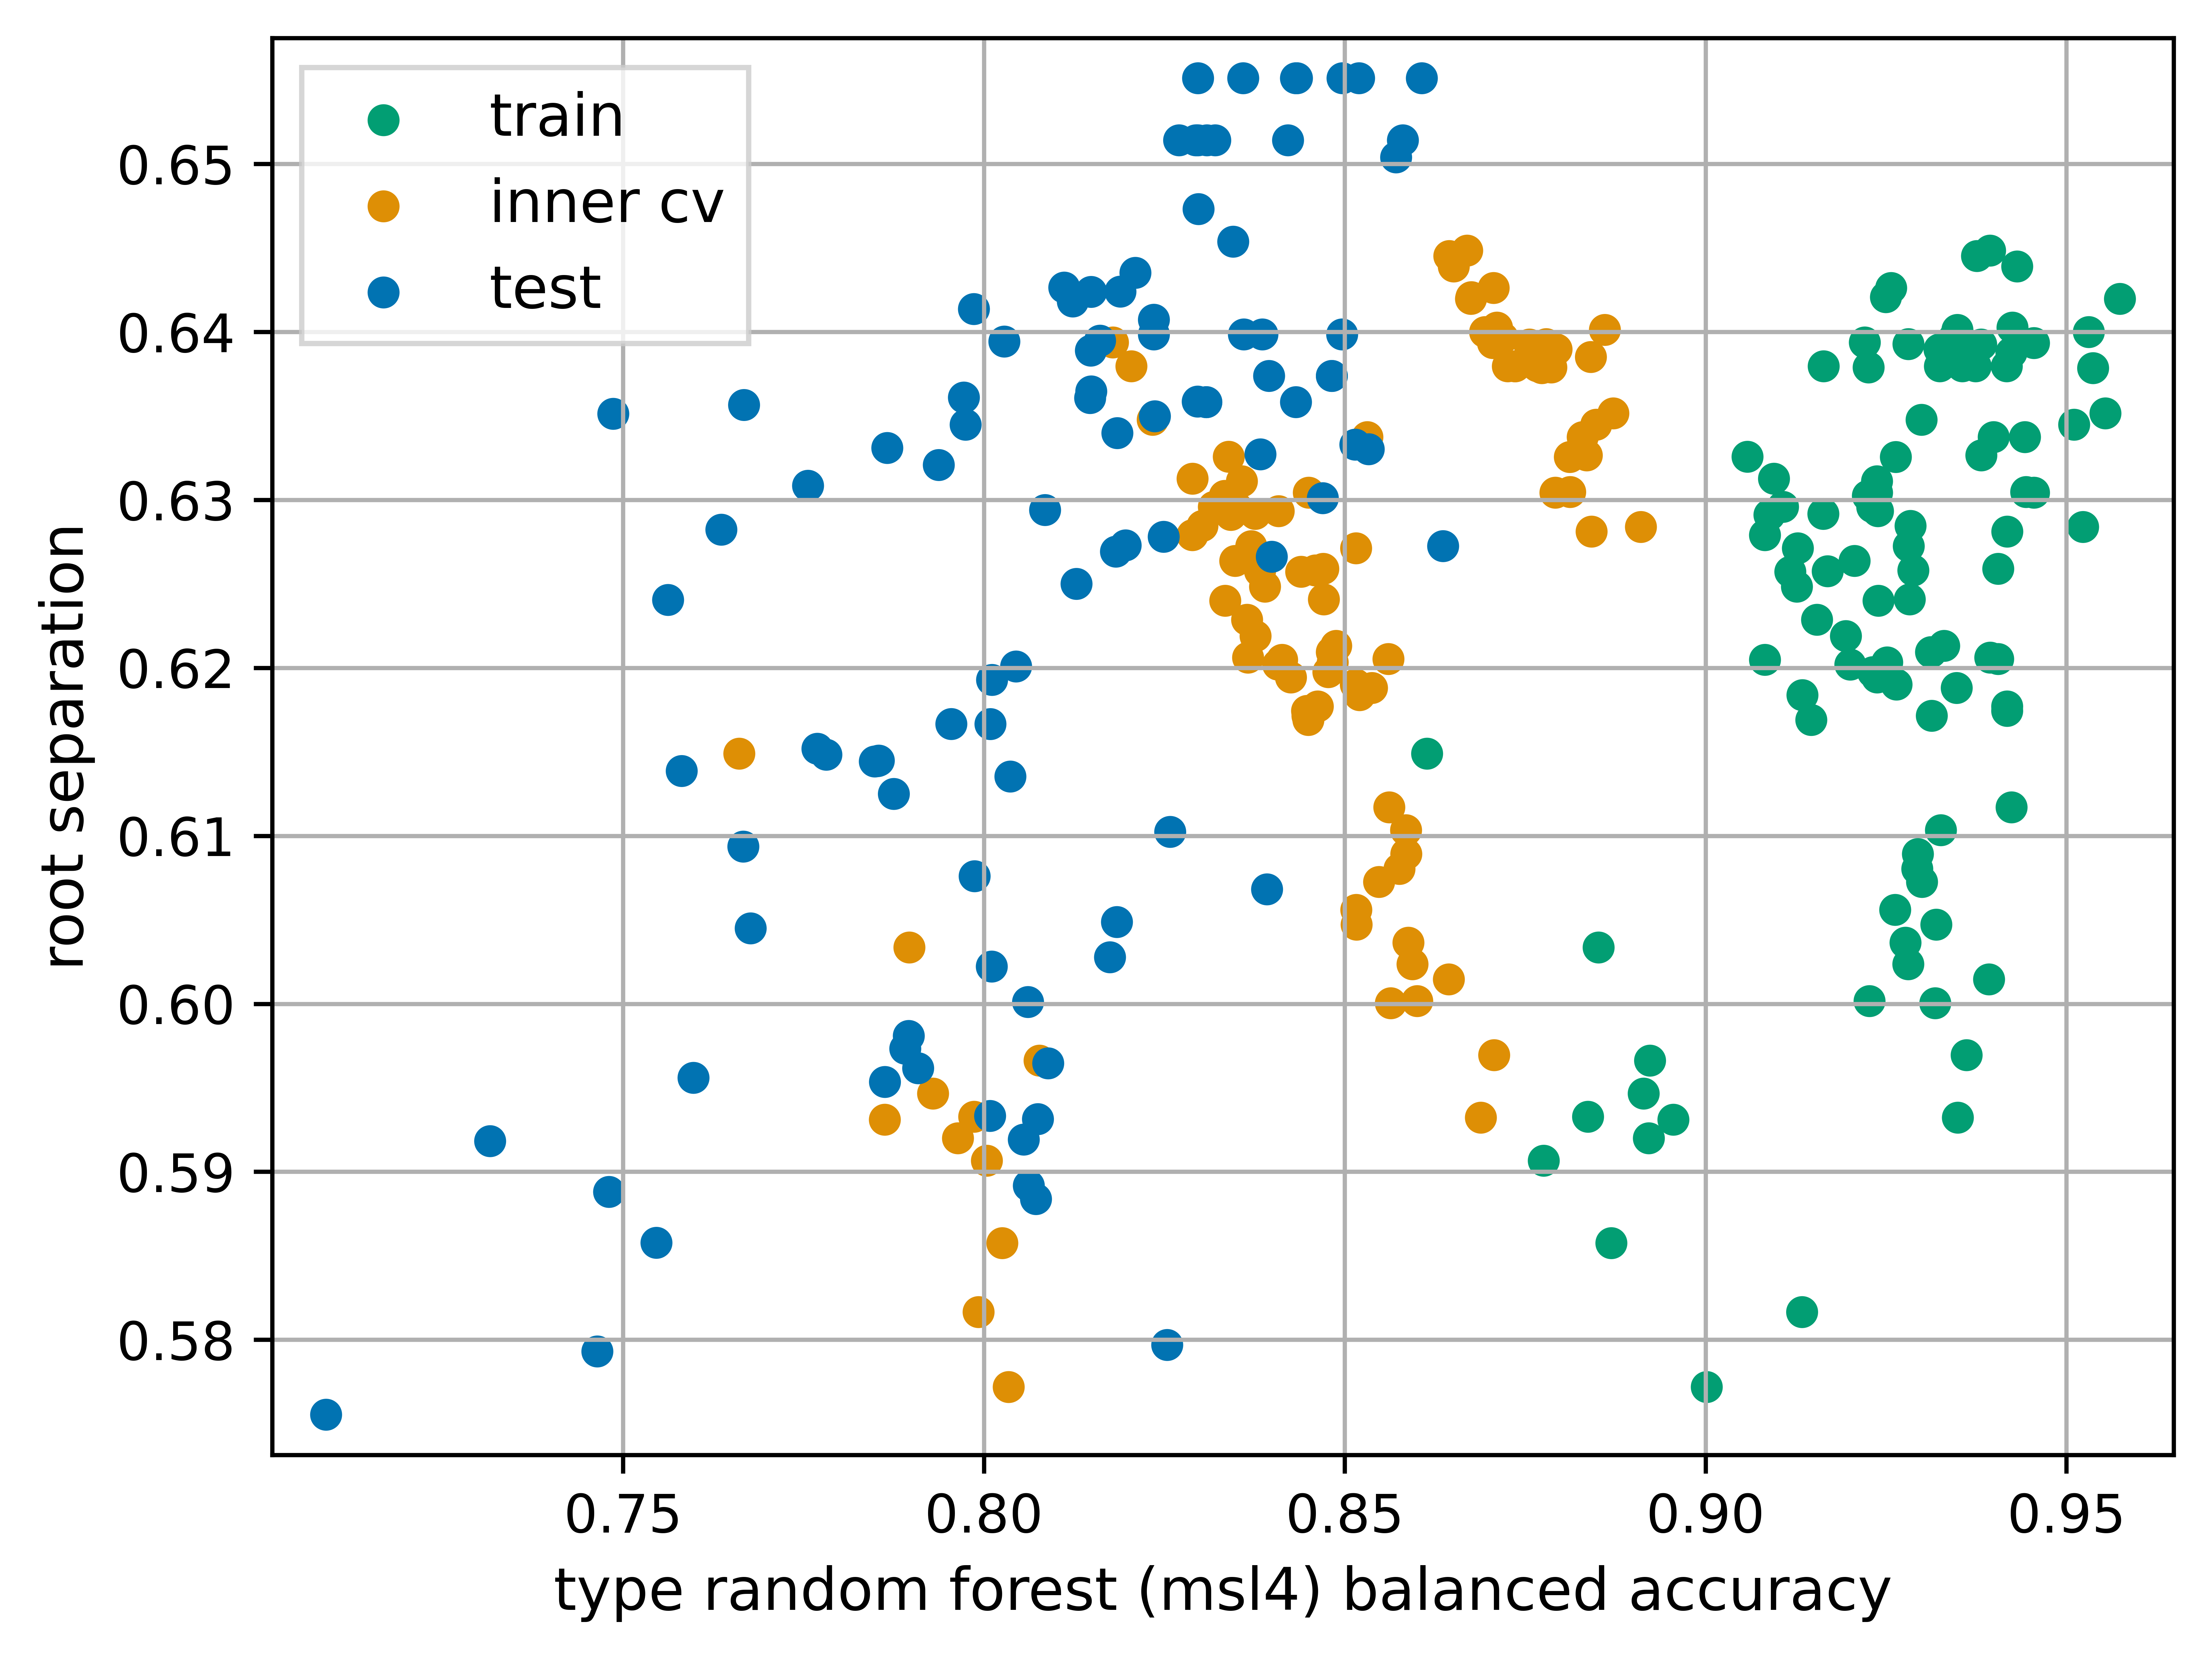 train
inner cv
test
0.65
0.64
0.63
0.62
0.61
0.60
0.59
0.58
root separation
0.75 0.80 0.85 0.90 0.95
type random forest (msl4) balanced accuracy